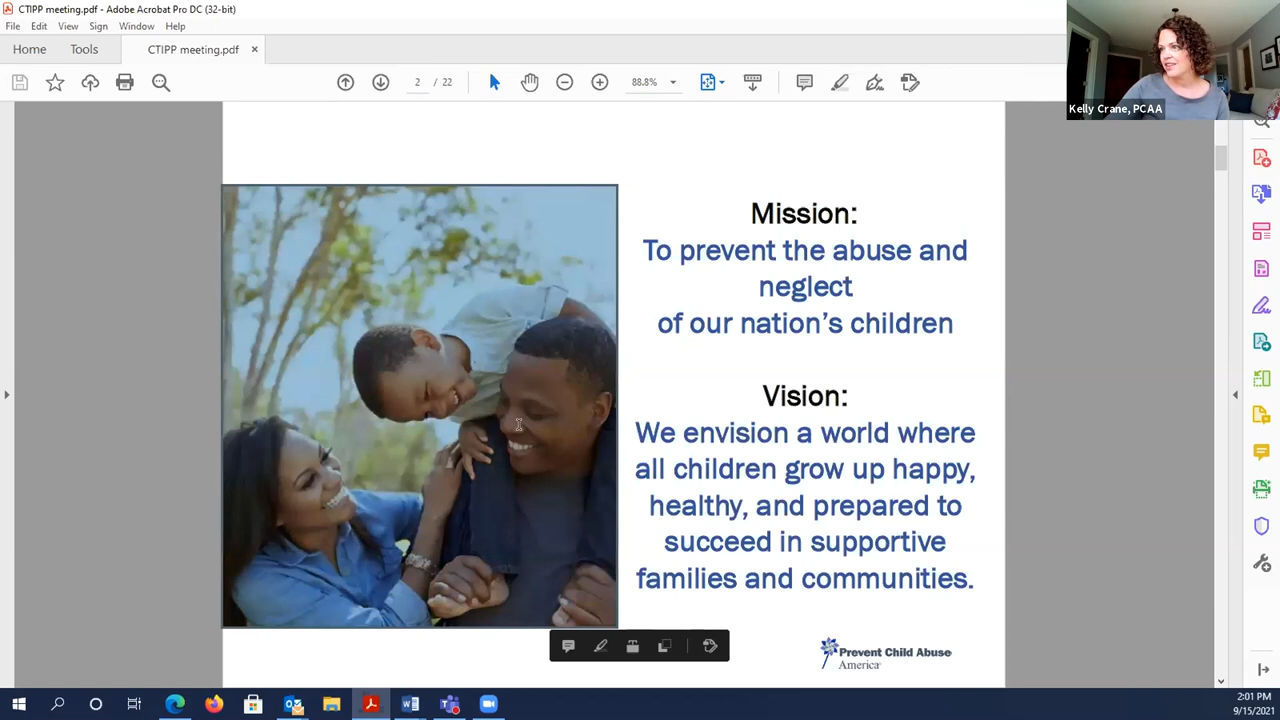 CTIPP meeting.pdf - Adobe Acrobat Pro DC (32-bit)
File Edit View Sign Window Help
Home Tools CTIPP meeting.pdf ×
2 / 22 88.8%
Kelly Crane, PCAA
Mission:
To prevent the abuse and
neglect
of our nation's children
Vision:
We envision a world where
all children grow up happy,
healthy, and prepared to
succeed in supportive
families and communities.
Prevent Child Abuse
America
2:01 PM
9/15/2021